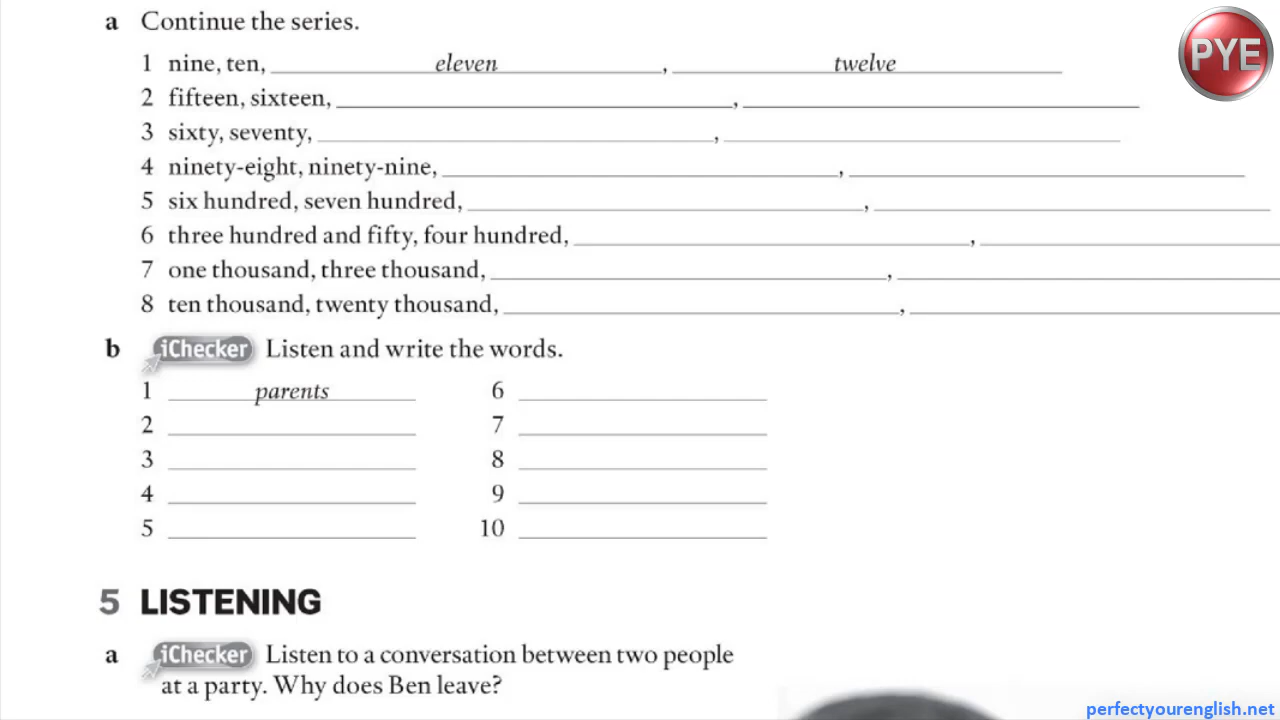 a Continue the series.
PYE
1 nine, ten, eleven, twelve
2 fifteen, sixteen, ,
3 sixty, seventy, ,
4 ninety-eight, ninety-nine, ,
5 six hundred, seven hundred, ,
6 three hundred and fifty, four hundred, ,
7 one thousand, three thousand, ,
8 ten thousand, twenty thousand, ,
b iChecker Listen and write the words.
1 parents 6
2 7
3 8
4 9
5 10
5 LISTENING
a iChecker Listen to a conversation between two people
at a party. Why does Ben leave?
perfectyourenglish.net